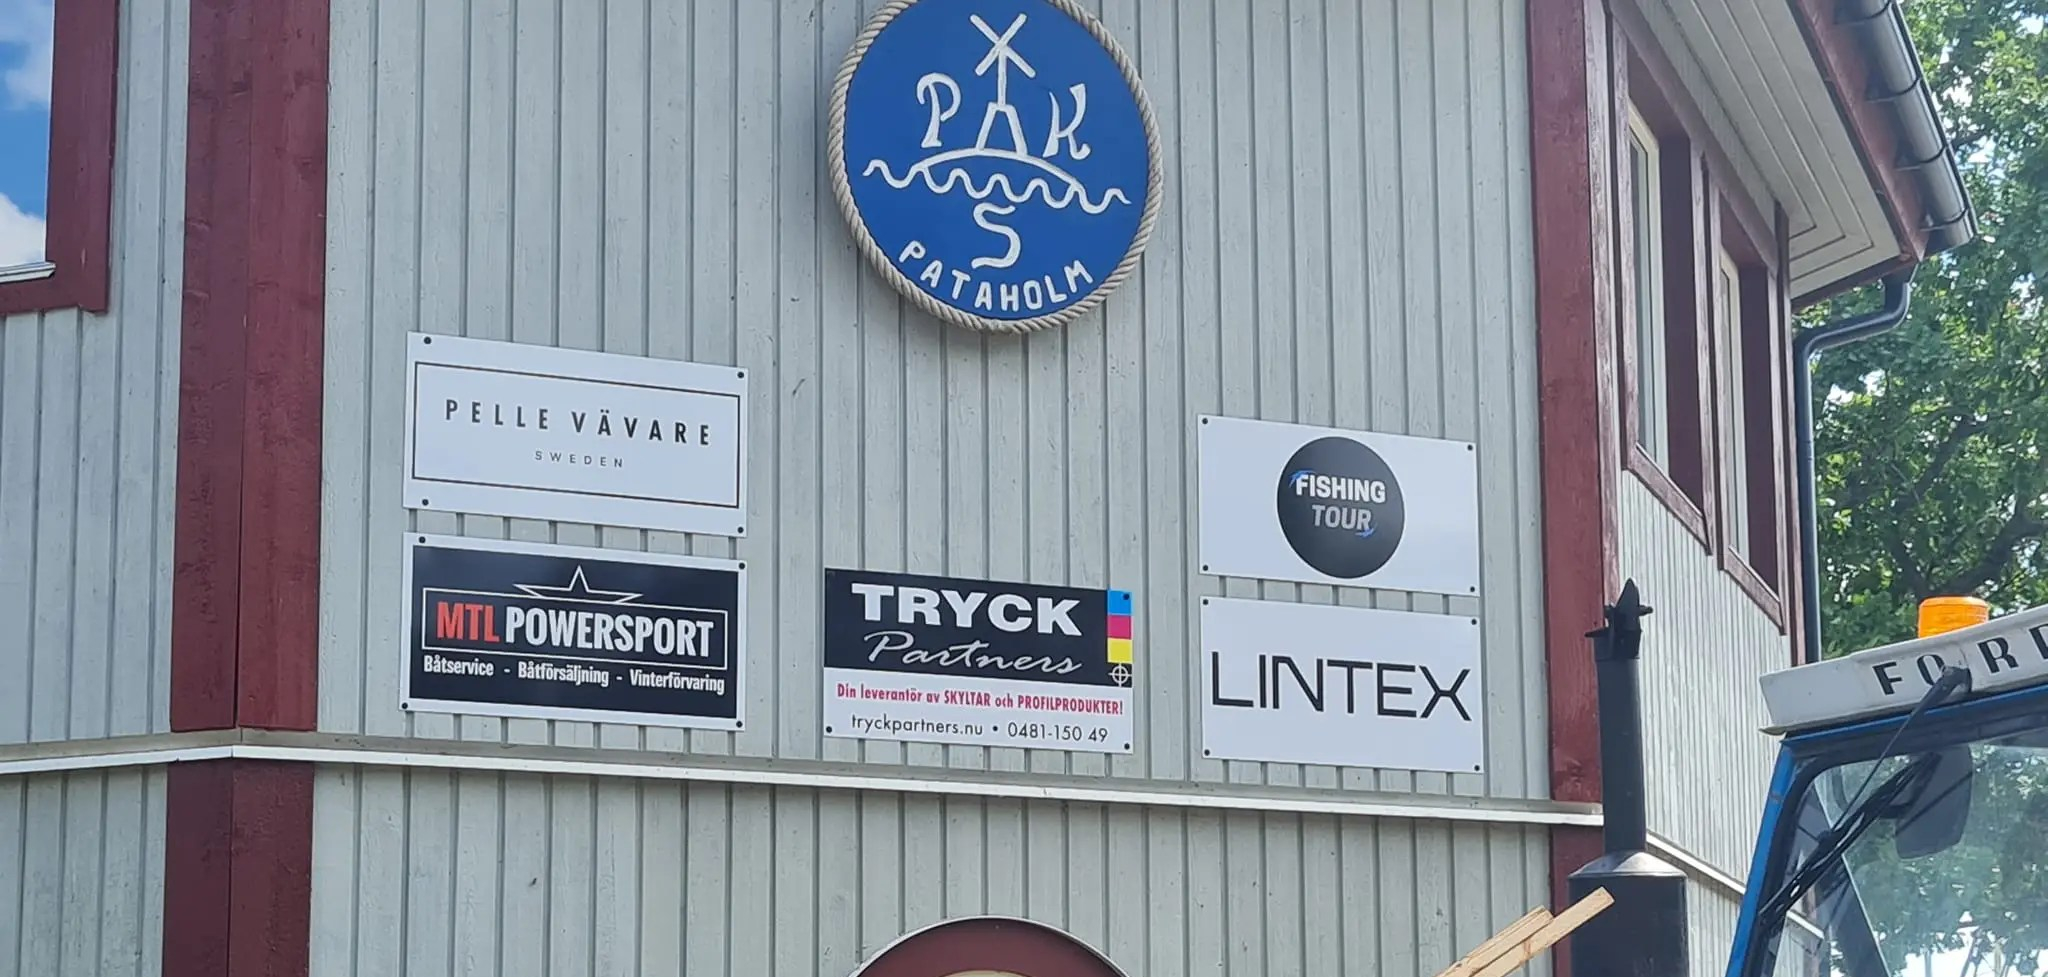 P K
S
PATAHOLM
PELLE VÄVARE
SWEDEN
MTL POWERSPORT
Båtservice - Båtförsäljning - Vinterförvaring
TRYCK
Partners
Din leverantör av SKYLTAR och PROFILPRODUKTER!
tryckpartners.nu • 0481-150 49
FISHING
TOUR
LINTEX
FORD